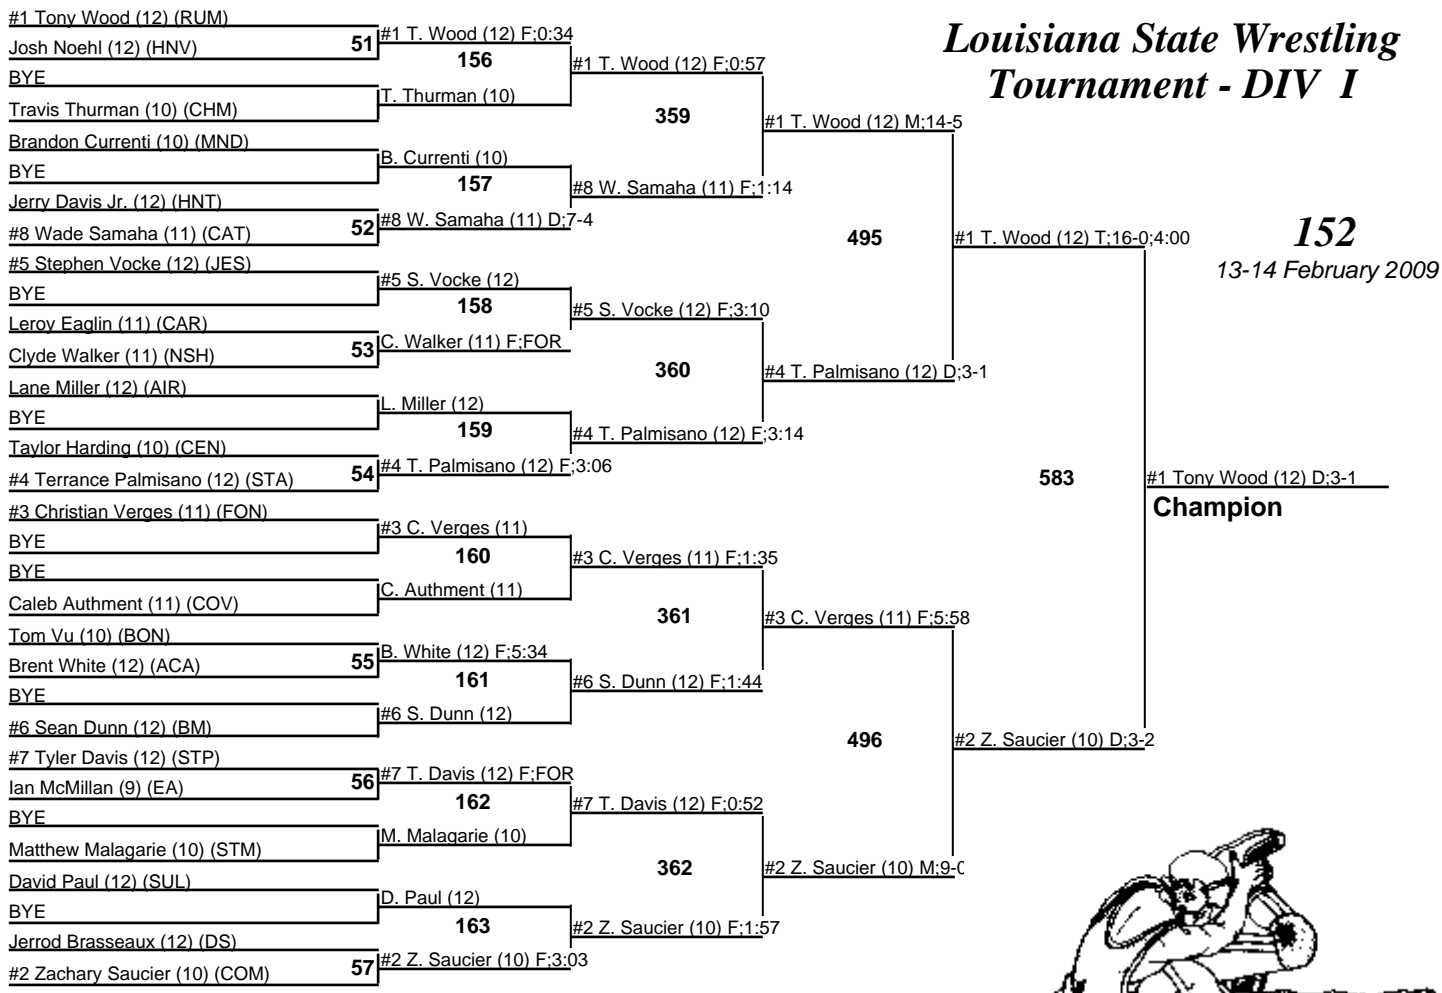 Louisiana State Wrestling
Tournament - DIV I
152
13-14 February 2009
#1 Tony Wood (12) (RUM)
Josh Noehl (12) (HNV)
BYE
Travis Thurman (10) (CHM)
Brandon Currenti (10) (MND)
BYE
Jerry Davis Jr. (12) (HNT)
#8 Wade Samaha (11) (CAT)
#5 Stephen Vocke (12) (JES)
BYE
Leroy Eaglin (11) (CAR)
Clyde Walker (11) (NSH)
Lane Miller (12) (AIR)
BYE
Taylor Harding (10) (CEN)
#4 Terrance Palmisano (12) (STA)
#3 Christian Verges (11) (FON)
BYE
BYE
Caleb Authment (11) (COV)
Tom Vu (10) (BON)
Brent White (12) (ACA)
BYE
#6 Sean Dunn (12) (BM)
#7 Tyler Davis (12) (STP)
Ian McMillan (9) (EA)
BYE
Matthew Malagarie (10) (STM)
David Paul (12) (SUL)
BYE
Jerrod Brasseaux (12) (DS)
#2 Zachary Saucier (10) (COM)
51
52
53
54
55
56
57
#1 T. Wood (12) F;0:34
156
T. Thurman (10)
B. Currenti (10)
157
#8 W. Samaha (11) D;7-4
#5 S. Vocke (12)
158
C. Walker (11) F;FOR
L. Miller (12)
159
#4 T. Palmisano (12) F;3:06
#3 C. Verges (11)
160
C. Authment (11)
B. White (12) F;5:34
161
#6 S. Dunn (12)
#7 T. Davis (12) F;FOR
162
M. Malagarie (10)
D. Paul (12)
163
#2 Z. Saucier (10) F;3:03
#1 T. Wood (12) F;0:57
359
#8 W. Samaha (11) F;1:14
#5 S. Vocke (12) F;3:10
360
#4 T. Palmisano (12) F;3:14
#3 C. Verges (11) F;1:35
361
#6 S. Dunn (12) F;1:44
#7 T. Davis (12) F;0:52
362
#2 Z. Saucier (10) F;1:57
#1 T. Wood (12) M;14-5
495
#4 T. Palmisano (12) D;3-1
#3 C. Verges (11) F;5:58
496
#2 Z. Saucier (10) M;9-0
#1 T. Wood (12) T;16-0;4:00
583
#2 Z. Saucier (10) D;3-2
#1 Tony Wood (12) D;3-1
Champion